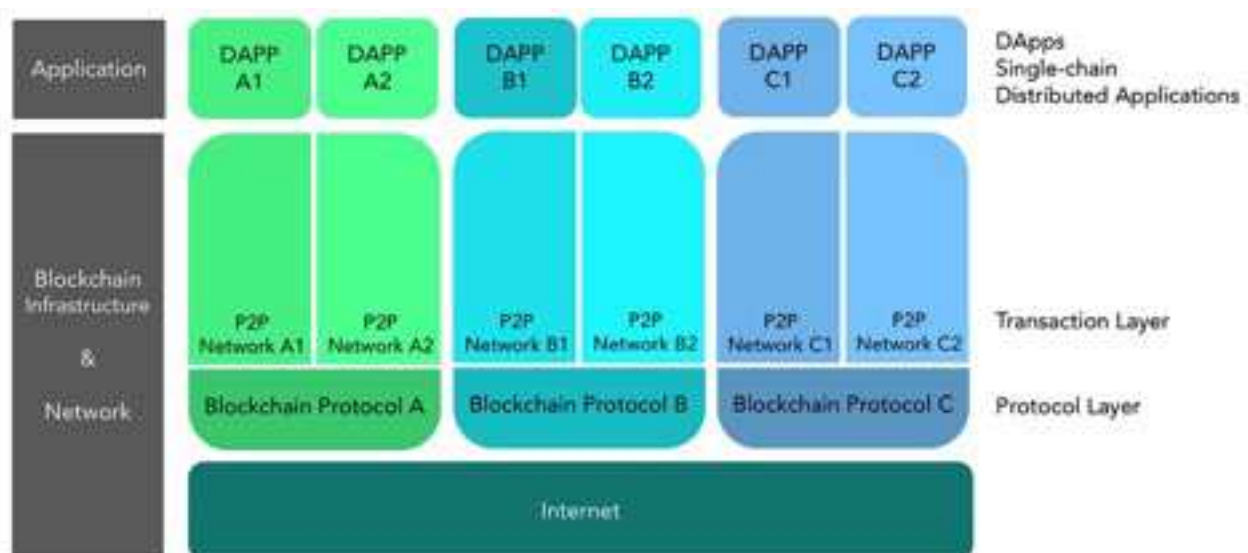 Application
DAPP
A1
DAPP
A2
DAPP
B1
DAPP
B2
DAPP
C1
DAPP
C2
DApps
Single-chain
Distributed Applications
Blockchain
Infrastructure
&
Network
P2P
Network A1
P2P
Network A2
P2P
Network B1
P2P
Network B2
P2P
Network C1
P2P
Network C2
Transaction Layer
Blockchain Protocol A
Blockchain Protocol B
Blockchain Protocol C
Protocol Layer
Internet